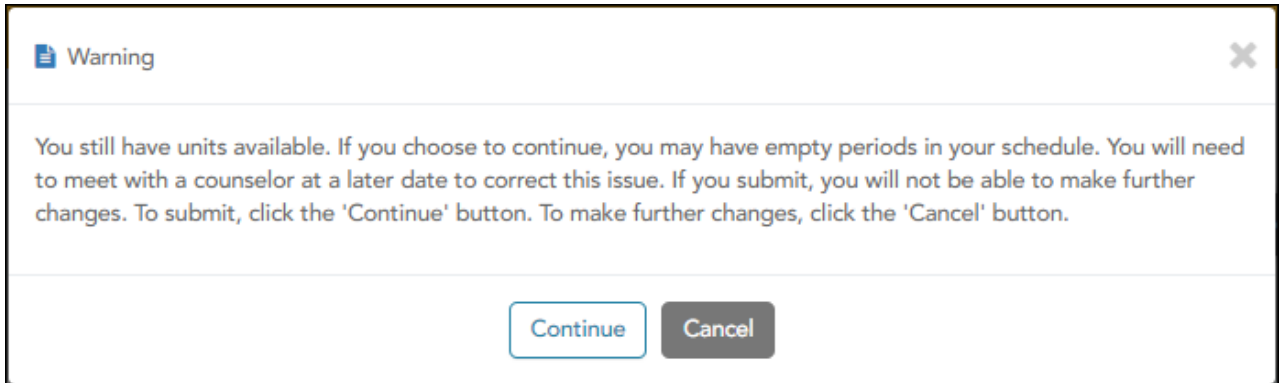 Warning
You still have units available. If you choose to continue, you may have empty periods in your schedule. You will need
to meet with a counselor at a later date to correct this issue. If you submit, you will not be able to make further
changes. To submit, click the 'Continue' button. To make further changes, click the 'Cancel' button.
Continue Cancel